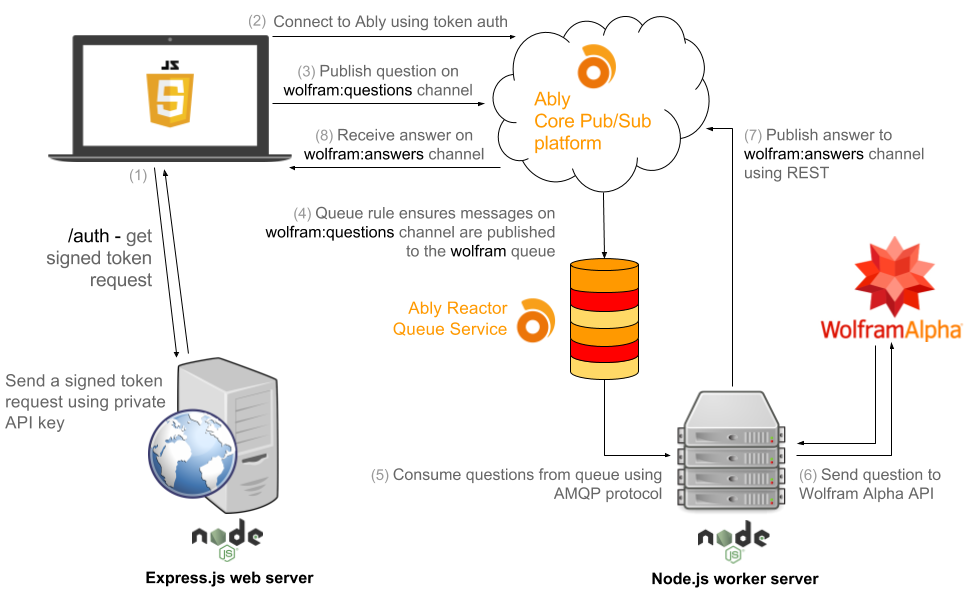 (2) Connect to Ably using token auth
JS
(3) Publish question on
wolfram:questions channel
Ably
Core Pub/Sub
platform
(8) Receive answer on
wolfram:answers channel
(7) Publish answer to
wolfram:answers channel
using REST
(1)
(4) Queue rule ensures messages on
wolfram:questions channel are published
to the wolfram queue
/auth - get
signed token
request
Ably Reactor
Queue Service
WolframAlpha
Send a signed token
request using private
API key
(5) Consume questions from queue using
AMQP protocol
(6) Send question to
Wolfram Alpha API
node
JS
Express.js web server
node
JS
Node.js worker server